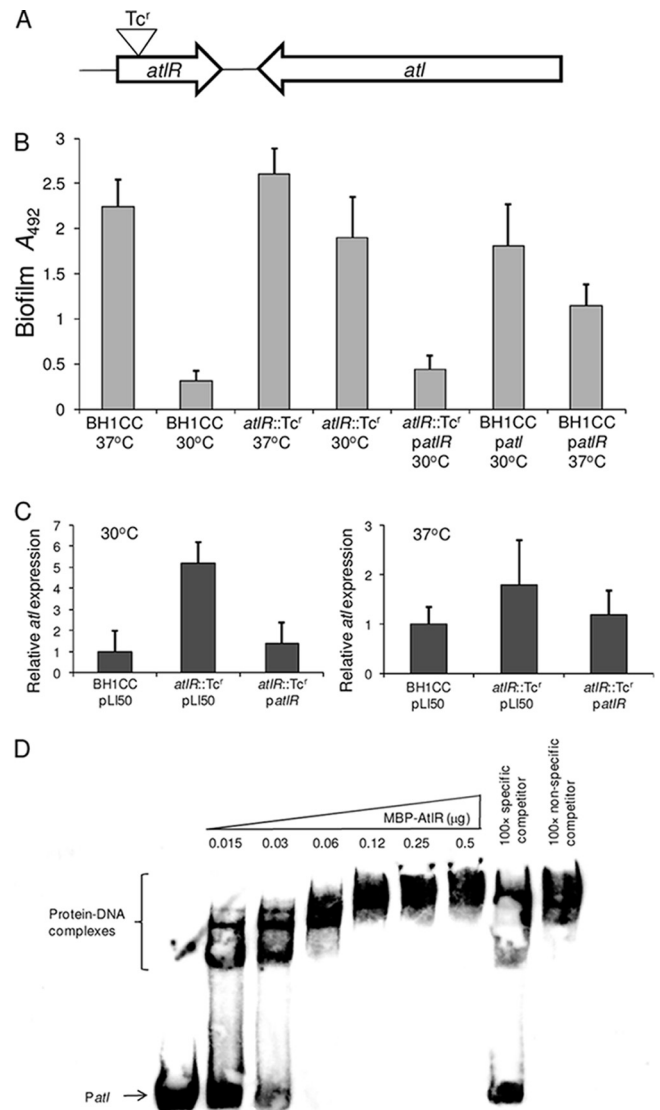 A
Tcʳ
atlR
atl
B
Biofilm A₄₉₂
3
2.5
2
1.5
1
0.5
0
BH1CC
37°C
BH1CC
30°C
atlR::Tcʳ
37°C
atlR::Tcʳ
30°C
atlR::Tcʳ
patlR
30°C
BH1CC
patl
30°C
BH1CC
patlR
37°C
C
Relative atl expression
30°C
7
6
5
4
3
2
1
0
BH1CC
pLI50
atlR::Tcʳ
pLI50
atlR::Tcʳ
patlR
Relative atl expression
37°C
3
2
1
0
BH1CC
pLI50
atlR::Tcʳ
pLI50
atlR::Tcʳ
patlR
D
MBP-AtlR (μg)
0.015
0.03
0.06
0.12
0.25
0.5
100× specific
competitor
100× non-specific
competitor
Protein-DNA
complexes
Patl